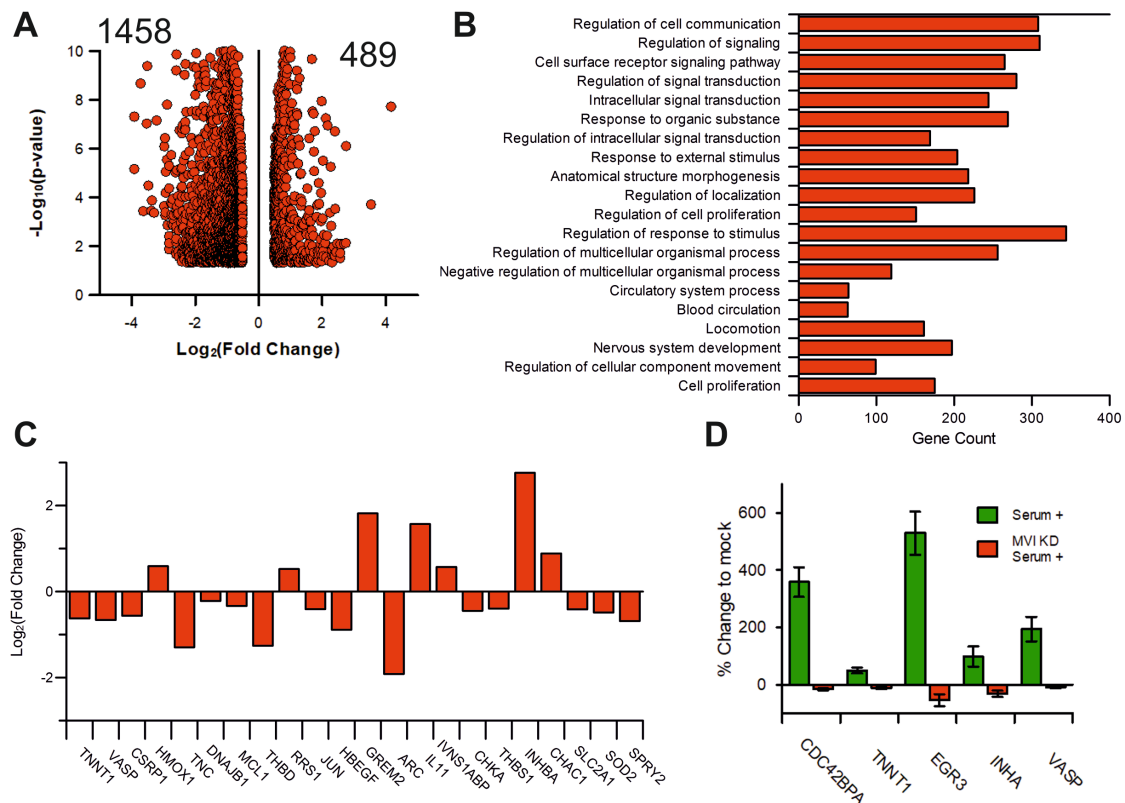 A
1458
489
10
8
6
4
2
0
-Log10(p-value)
-4
-2
0
2
4
Log2(Fold Change)
B
Regulation of cell communication
Regulation of signaling
Cell surface receptor signaling pathway
Regulation of signal transduction
Intracellular signal transduction
Response to organic substance
Regulation of intracellular signal transduction
Response to external stimulus
Anatomical structure morphogenesis
Regulation of localization
Regulation of cell proliferation
Regulation of response to stimulus
Regulation of multicellular organismal process
Negative regulation of multicellular organismal process
Circulatory system process
Blood circulation
Locomotion
Nervous system development
Regulation of cellular component movement
Cell proliferation
0
100
200
300
400
Gene Count
C
2
0
-2
Log2(Fold Change)
TNNT1
VASP
CSRP1
HMOX1
TNC
DNAJB1
MCL1
THBD
RRS1
JUN
HBEGF
GREM2
ARC
IL11
IVNS1ABP
CHKA
THBS1
INHBA
CHAC1
SLC2A1
SOD2
SPRY2
D
600
400
200
0
% Change to mock
Serum +
MVI KD
Serum +
CDC42BPA
TNNT1
EGR3
INHA
VASP